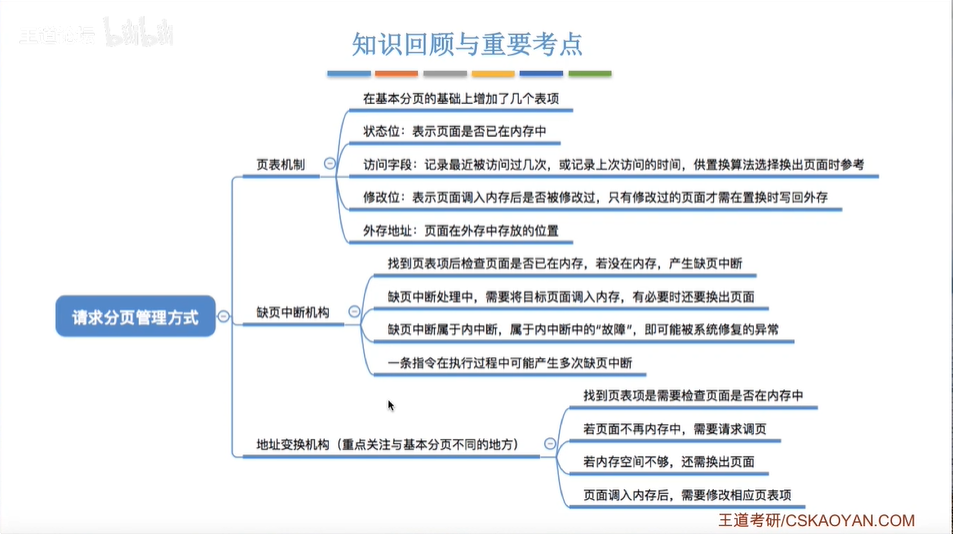 知识回顾与重要考点
在基本分页的基础上增加了几个表项
状态位：表示页面是否已在内存中
页表机制
访问字段：记录最近被访问过几次，或记录上次访问的时间，供置换算法选择换出页面时参考
修改位：表示页面调入内存后是否被修改过，只有修改过的页面才需在置换时写回外存
外存地址：页面在外存中存放的位置
找到页表项后检查页面是否已在内存，若没在内存，产生缺页中断
缺页中断处理中，需要将目标页面调入内存，有必要时还要换出页面
请求分页管理方式
缺页中断机构
缺页中断属于内中断，属于内中断中的“故障”，即可能被系统修复的异常
一条指令在执行过程中可能产生多次缺页中断
找到页表项是需要检查页面是否在内存中
若页面不再内存中，需要请求调页
地址变换机构（重点关注与基本分页不同的地方）
若内存空间不够，还需换出页面
页面调入内存后，需要修改相应页表项
王道考研/CSKAOYAN.COM